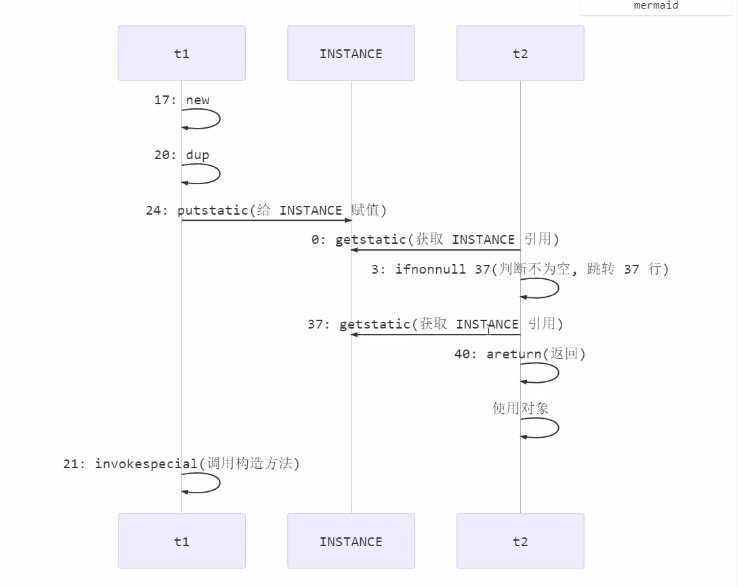 mermaid
t1 INSTANCE t2
17: new
20: dup
24: putstatic(给 INSTANCE 赋值)
0: getstatic(获取 INSTANCE 引用)
3: ifnonnull 37(判断不为空, 跳转 37 行)
37: getstatic(获取 INSTANCE 引用)
40: areturn(返回)
使用对象
21: invokespecial(调用构造方法)
t1 INSTANCE t2